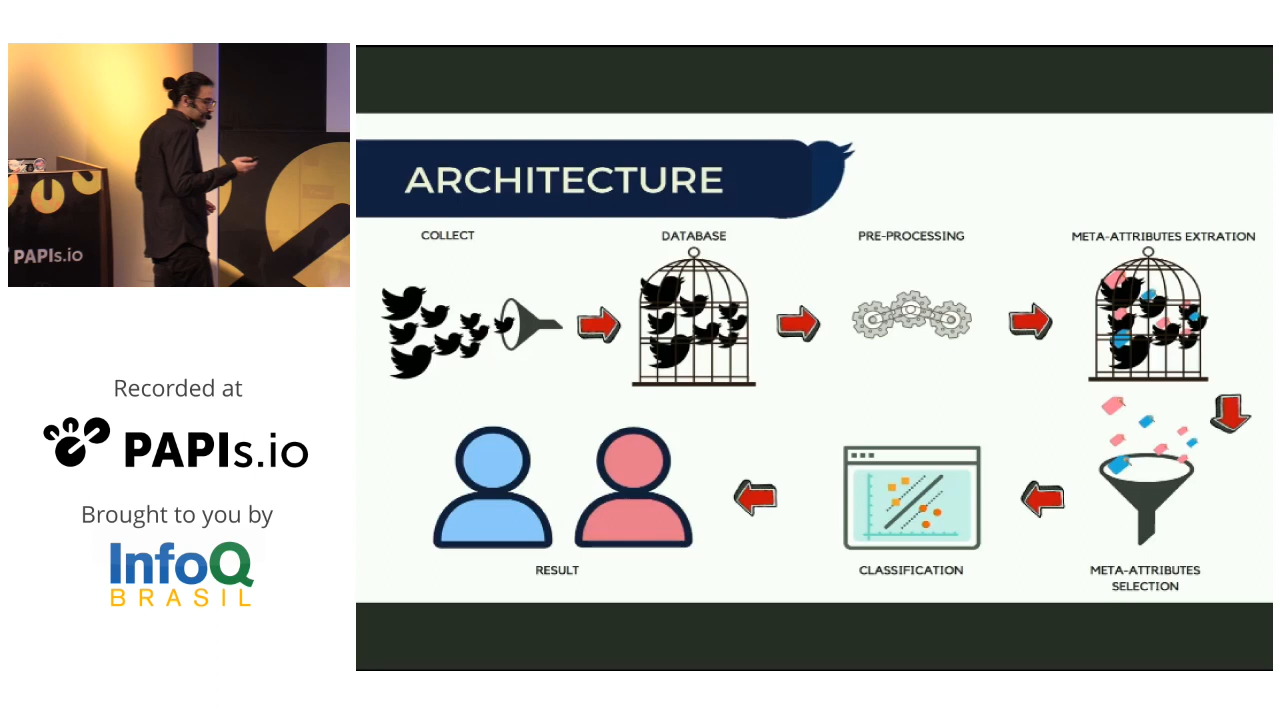 PAPIs.io
Recorded at
PAPIs.io
Brought to you by
InfoQ
BRASIL
ARCHITECTURE
COLLECT
DATABASE
PRE-PROCESSING
META-ATTRIBUTES EXTRATION
RESULT
CLASSIFICATION
META-ATTRIBUTES
SELECTION